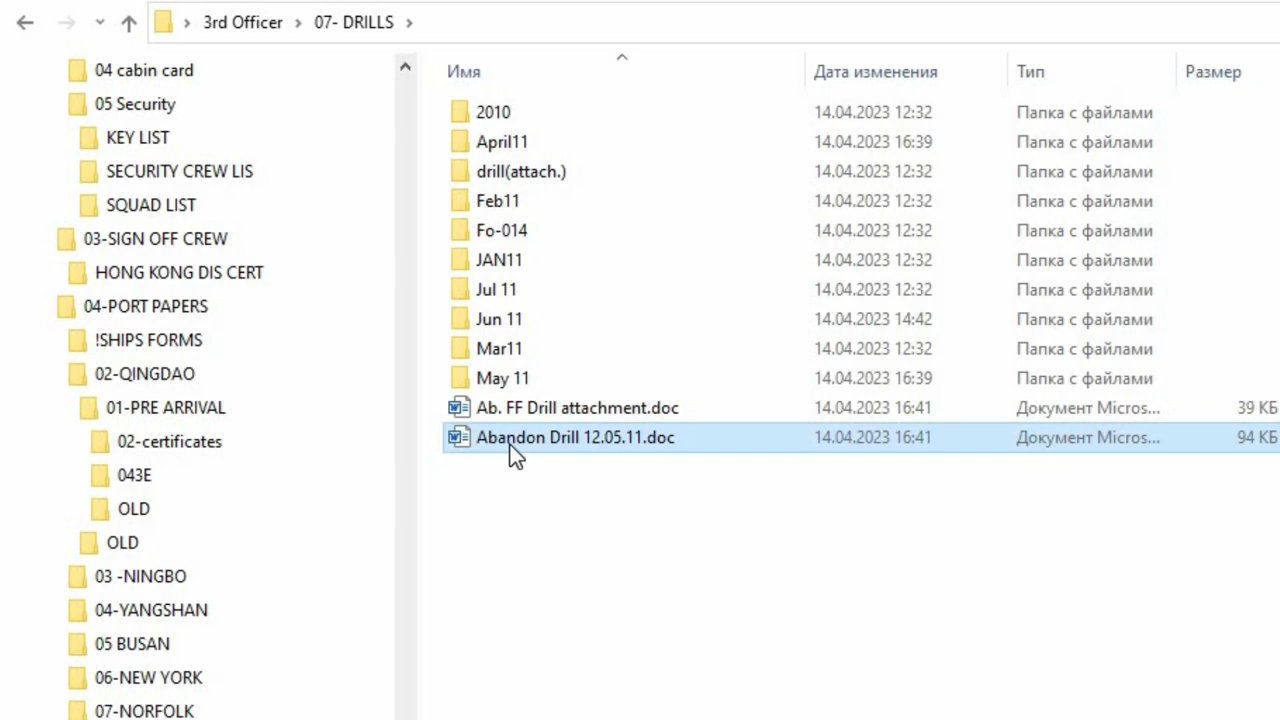 3rd Officer > 07- DRILLS >
04 cabin card
05 Security
KEY LIST
SECURITY CREW LIS
SQUAD LIST
03-SIGN OFF CREW
HONG KONG DIS CERT
04-PORT PAPERS
!SHIPS FORMS
02-QINGDAO
01-PRE ARRIVAL
02-certificates
043E
OLD
OLD
03 -NINGBO
04-YANGSHAN
05 BUSAN
06-NEW YORK
07-NORFOLK
Имя Дата изменения Тип Размер
2010 14.04.2023 12:32 Папка с файлами
April11 14.04.2023 16:39 Папка с файлами
drill(attach.) 14.04.2023 12:32 Папка с файлами
Feb11 14.04.2023 12:32 Папка с файлами
Fo-014 14.04.2023 12:32 Папка с файлами
JAN11 14.04.2023 12:32 Папка с файлами
Jul 11 14.04.2023 12:32 Папка с файлами
Jun 11 14.04.2023 14:42 Папка с файлами
Mar11 14.04.2023 12:32 Папка с файлами
May 11 14.04.2023 16:39 Папка с файлами
Ab. FF Drill attachment.doc 14.04.2023 16:41 Документ Micros... 39 КБ
Abandon Drill 12.05.11.doc 14.04.2023 16:41 Документ Micros... 94 КБ